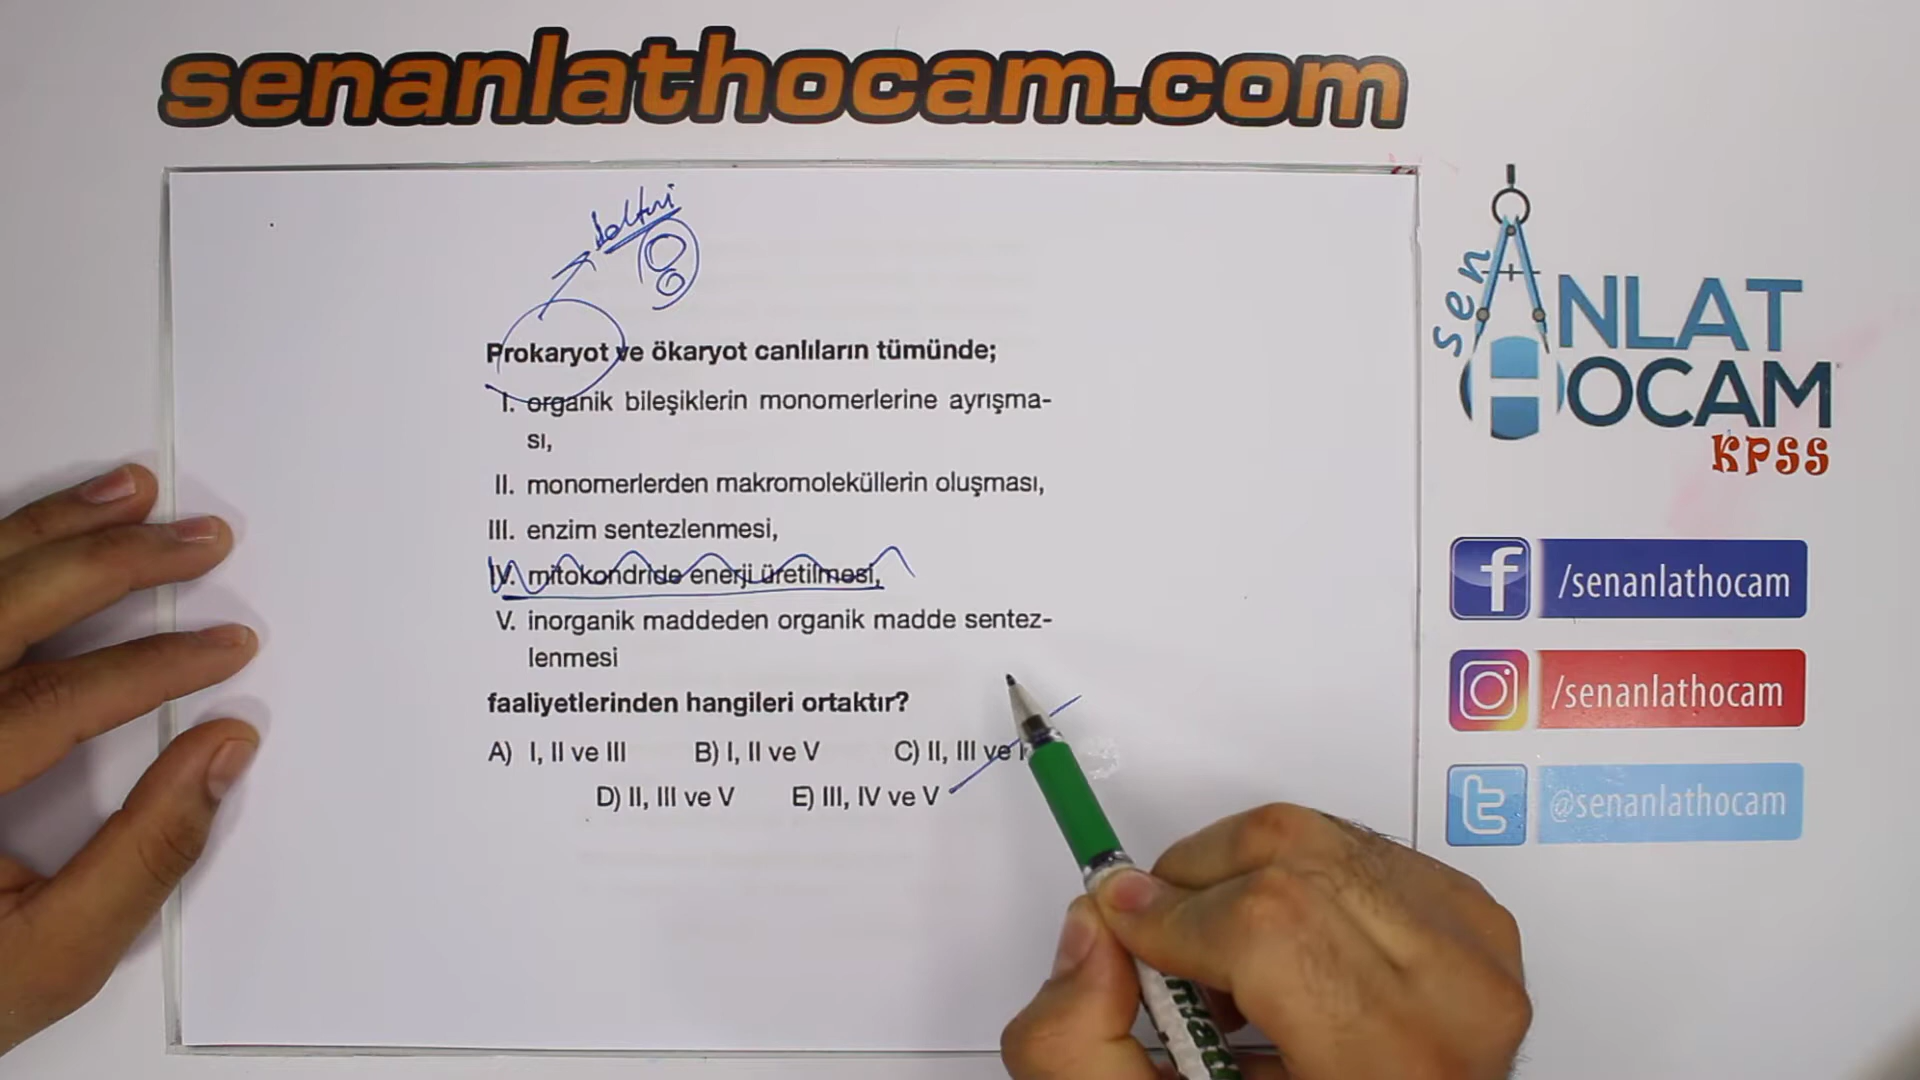 senanlathocam.com
bakteri
Prokaryot ve ökaryot canlıların tümünde;
I. organik bileşiklerin monomerlerine ayrışma-
sı,
II. monomerlerden makromoleküllerin oluşması,
III. enzim sentezlenmesi,
IV. mitokondride enerji üretilmesi,
V. inorganik maddeden organik madde sentez-
lenmesi
faaliyetlerinden hangileri ortaktır?
A) I, II ve III B) I, II ve V C) II, III ve
D) II, III ve V E) III, IV ve V
sen
ANLAT
HOCAM
KPSS
f /senanlathocam
/senanlathocam
t @senanlathocam